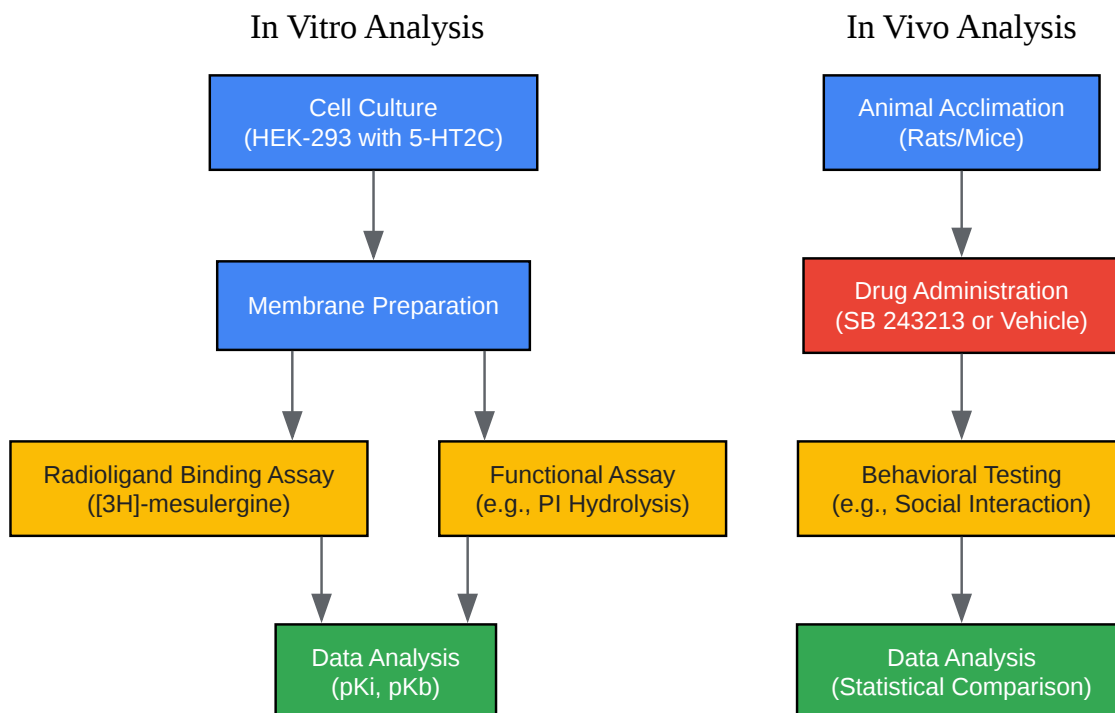 In Vitro Analysis
Cell Culture
(HEK-293 with 5-HT2C)
Membrane Preparation
Radioligand Binding Assay
([3H]-mesulergine)
Functional Assay
(e.g., PI Hydrolysis)
Data Analysis
(pKi, pKb)
In Vivo Analysis
Animal Acclimation
(Rats/Mice)
Drug Administration
(SB 243213 or Vehicle)
Behavioral Testing
(e.g., Social Interaction)
Data Analysis
(Statistical Comparison)